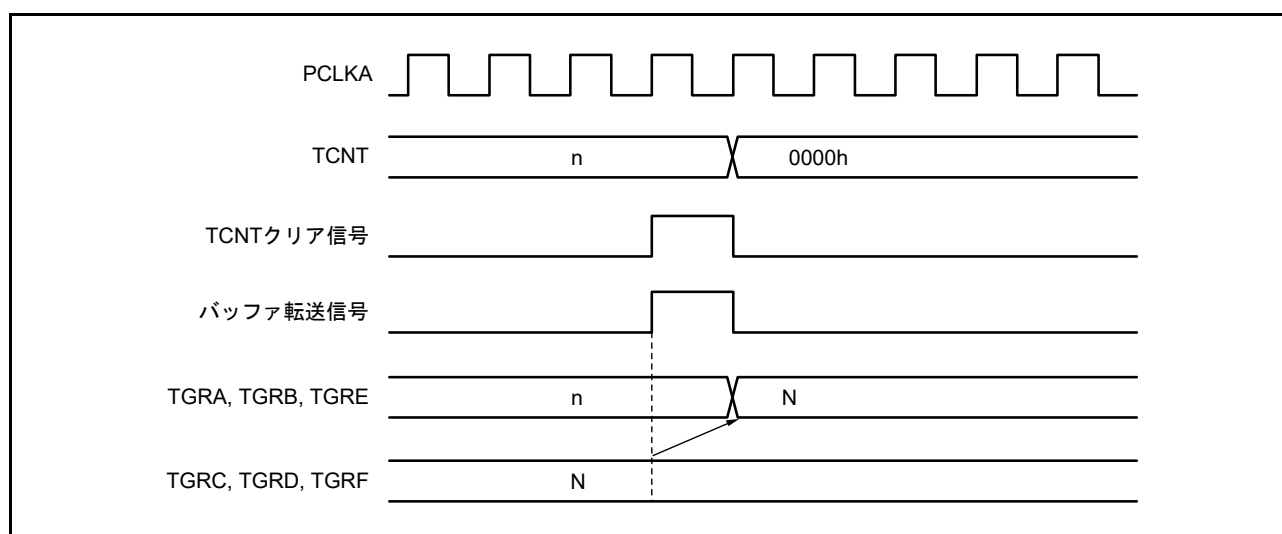 PCLKA
TCNT
n
0000h
TCNTクリア信号
バッファ転送信号
TGRA, TGRB, TGRE
n
N
TGRC, TGRD, TGRF
N